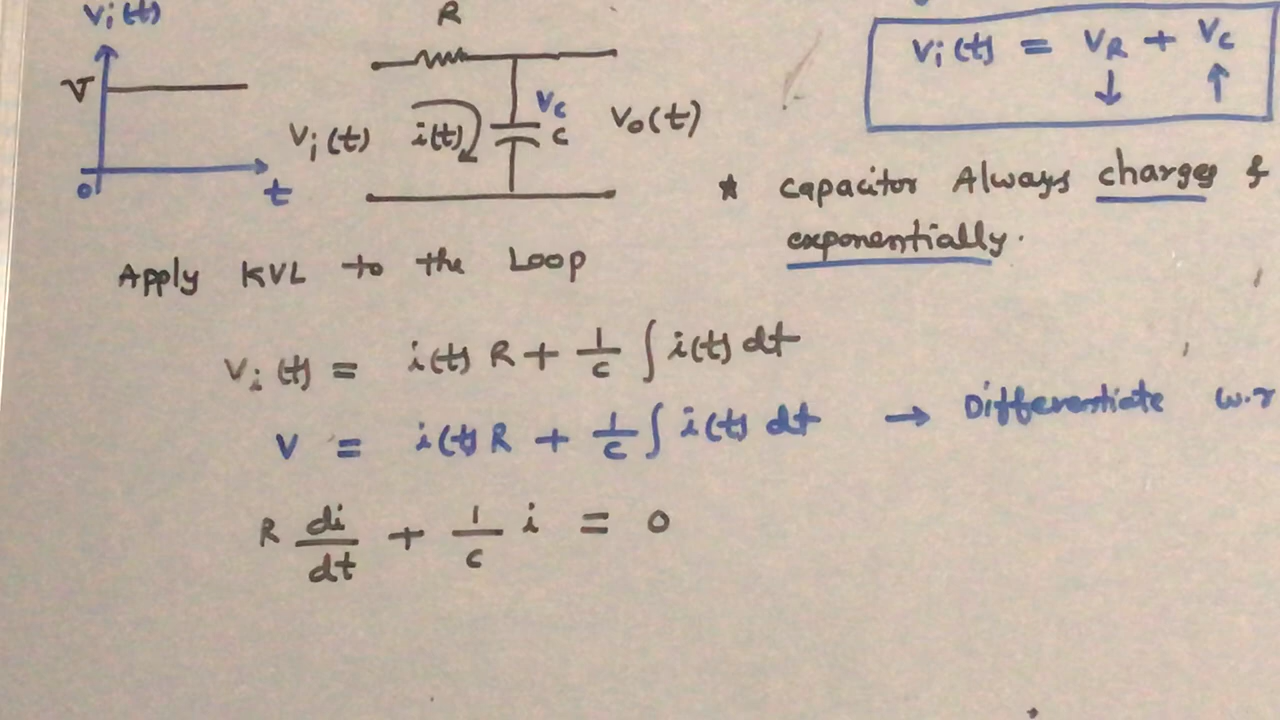 Vi(t)
V
0
t
R
Vi(t)
i(t)
Vc
C
Vo(t)
Vi(t) = VR + Vc
↓ ↑
* Capacitor Always charges &
exponentially.
Apply KVL to the Loop
Vi(t) = i(t) R + 1/C ∫ i(t) dt
V = i(t) R + 1/C ∫ i(t) dt → Differentiate w.r
R di/dt + 1/C i = 0